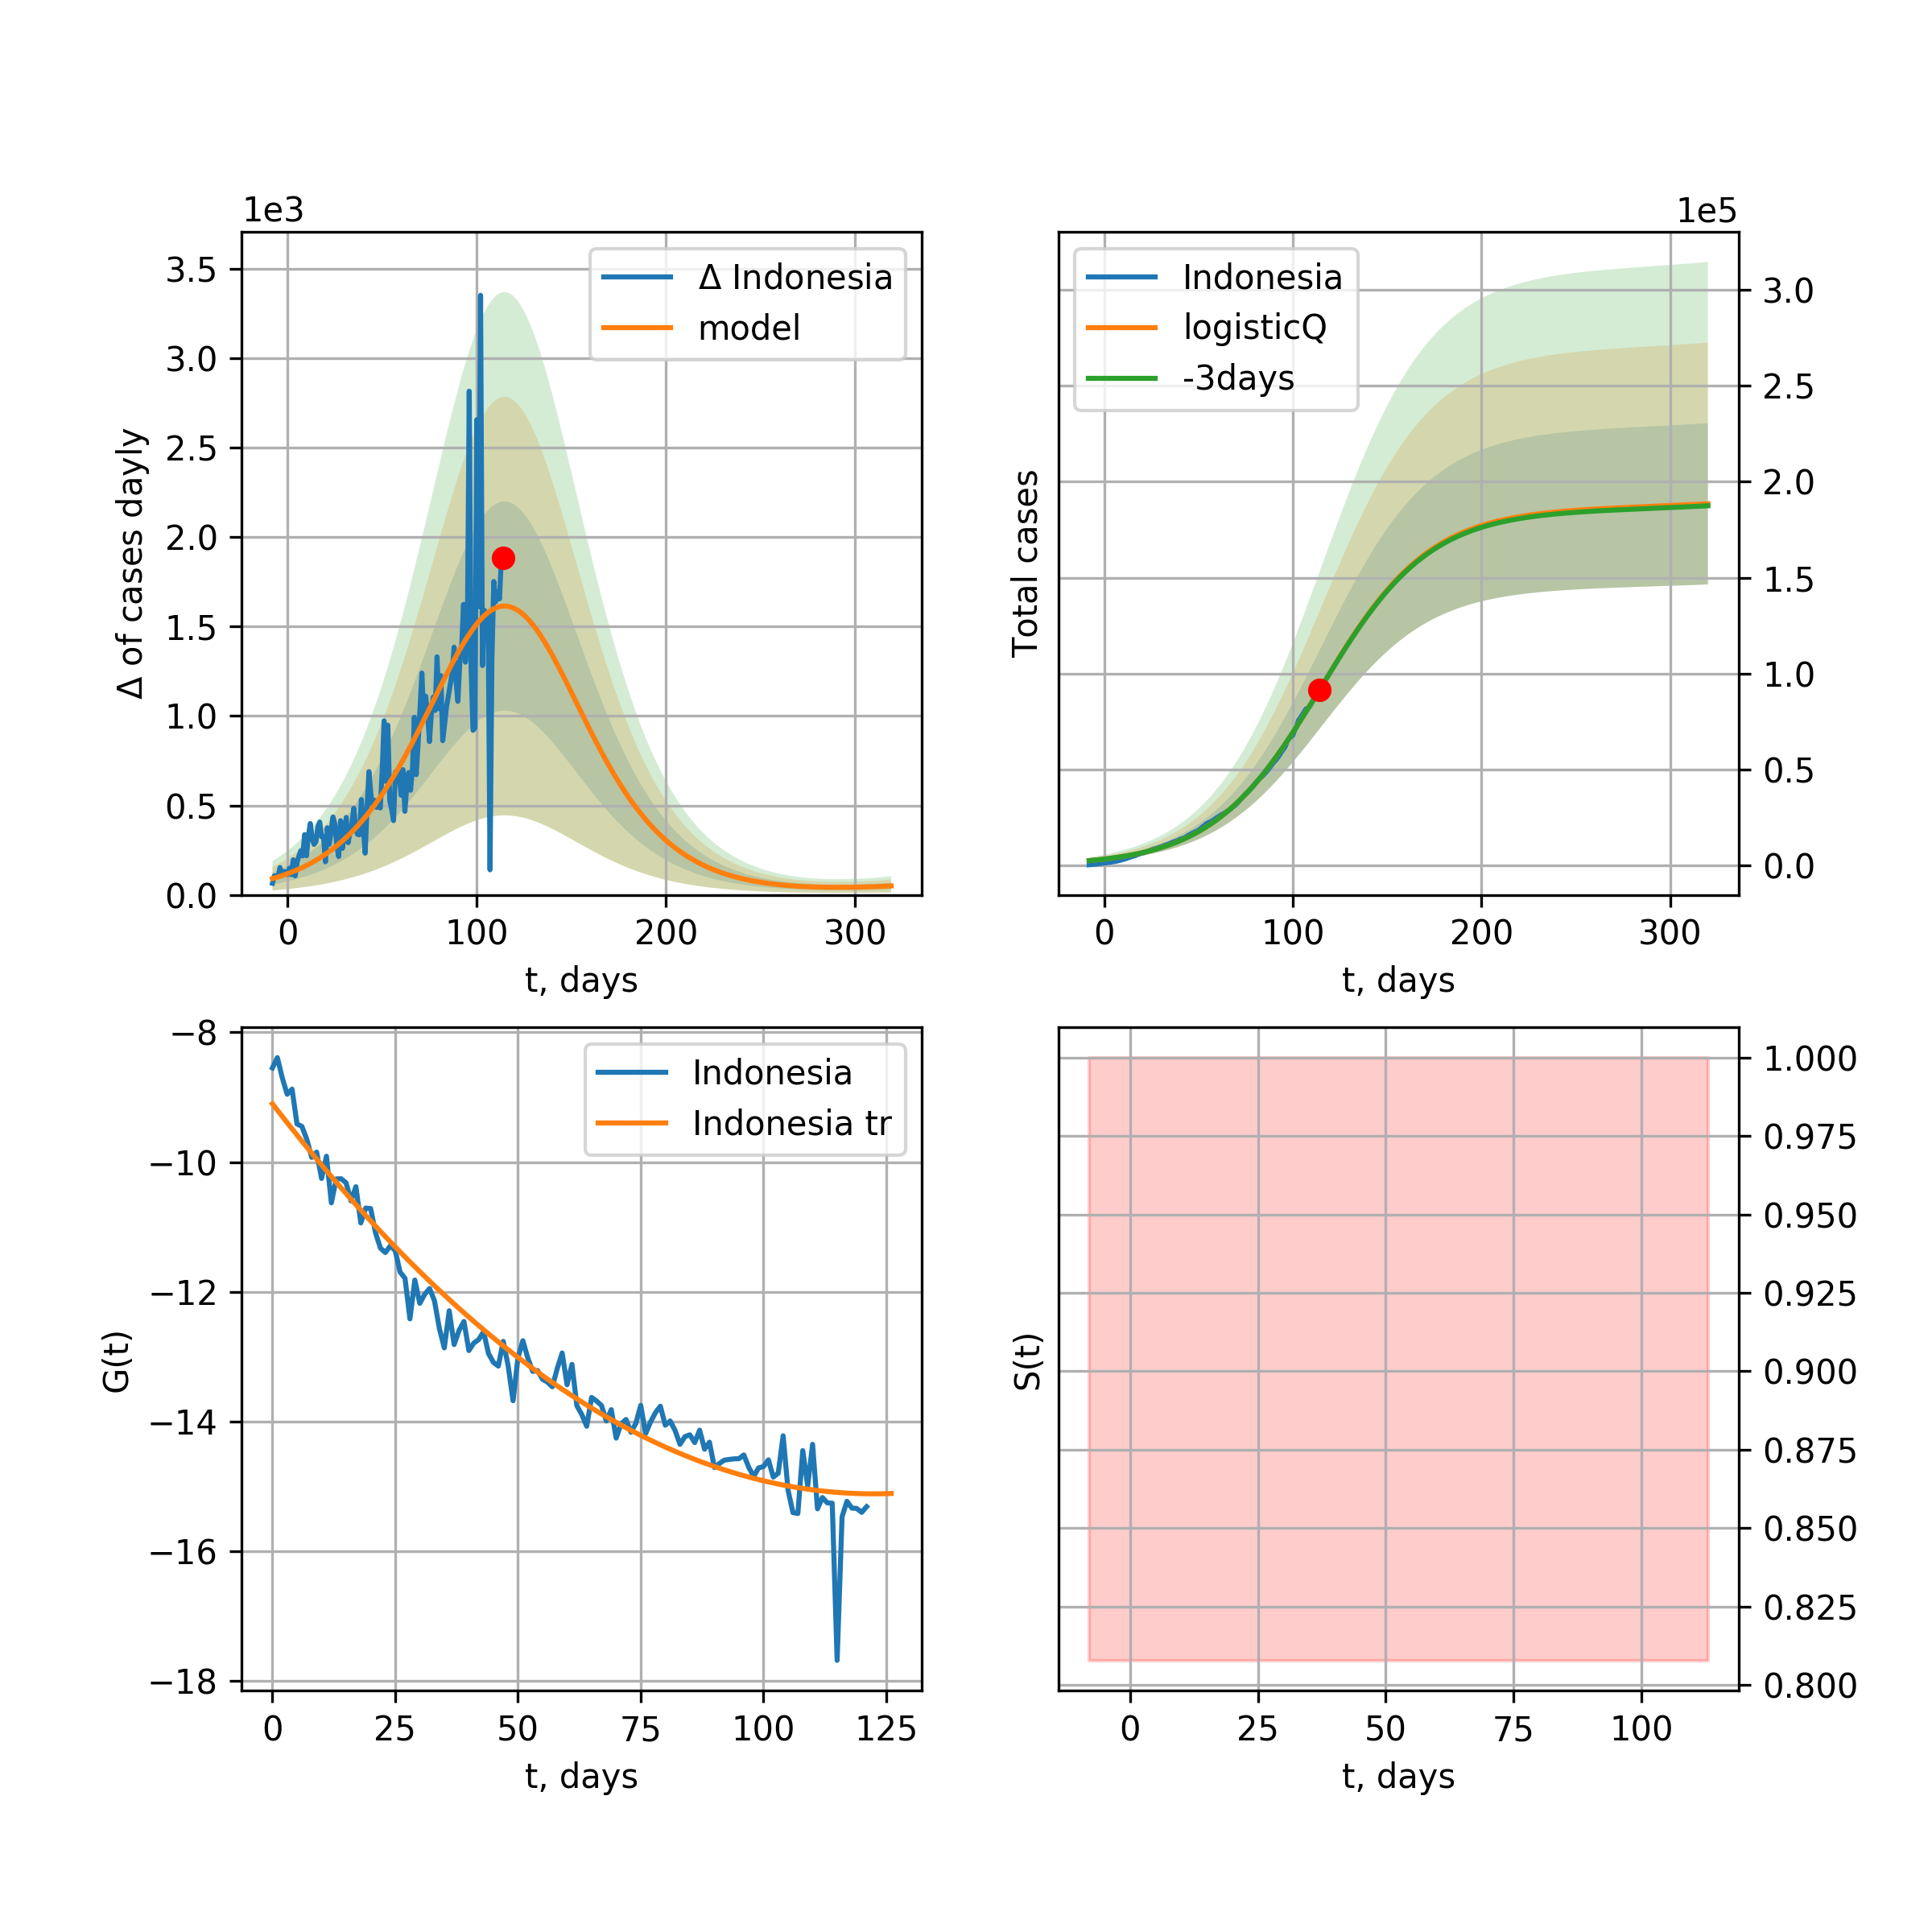 1e3
3.5
3.0
2.5
2.0
1.5
1.0
0.5
0.0
Δ of cases dayly
Δ Indonesia
model
0 100 200 300
t, days
1e5
Indonesia
logisticQ
-3days
Total cases
3.0
2.5
2.0
1.5
1.0
0.5
0.0
0 100 200 300
t, days
−8
−10
−12
−14
−16
−18
G(t)
Indonesia
Indonesia tr
0 25 50 75 100 125
t, days
S(t)
1.000
0.975
0.950
0.925
0.900
0.875
0.850
0.825
0.800
0 25 50 75 100
t, days